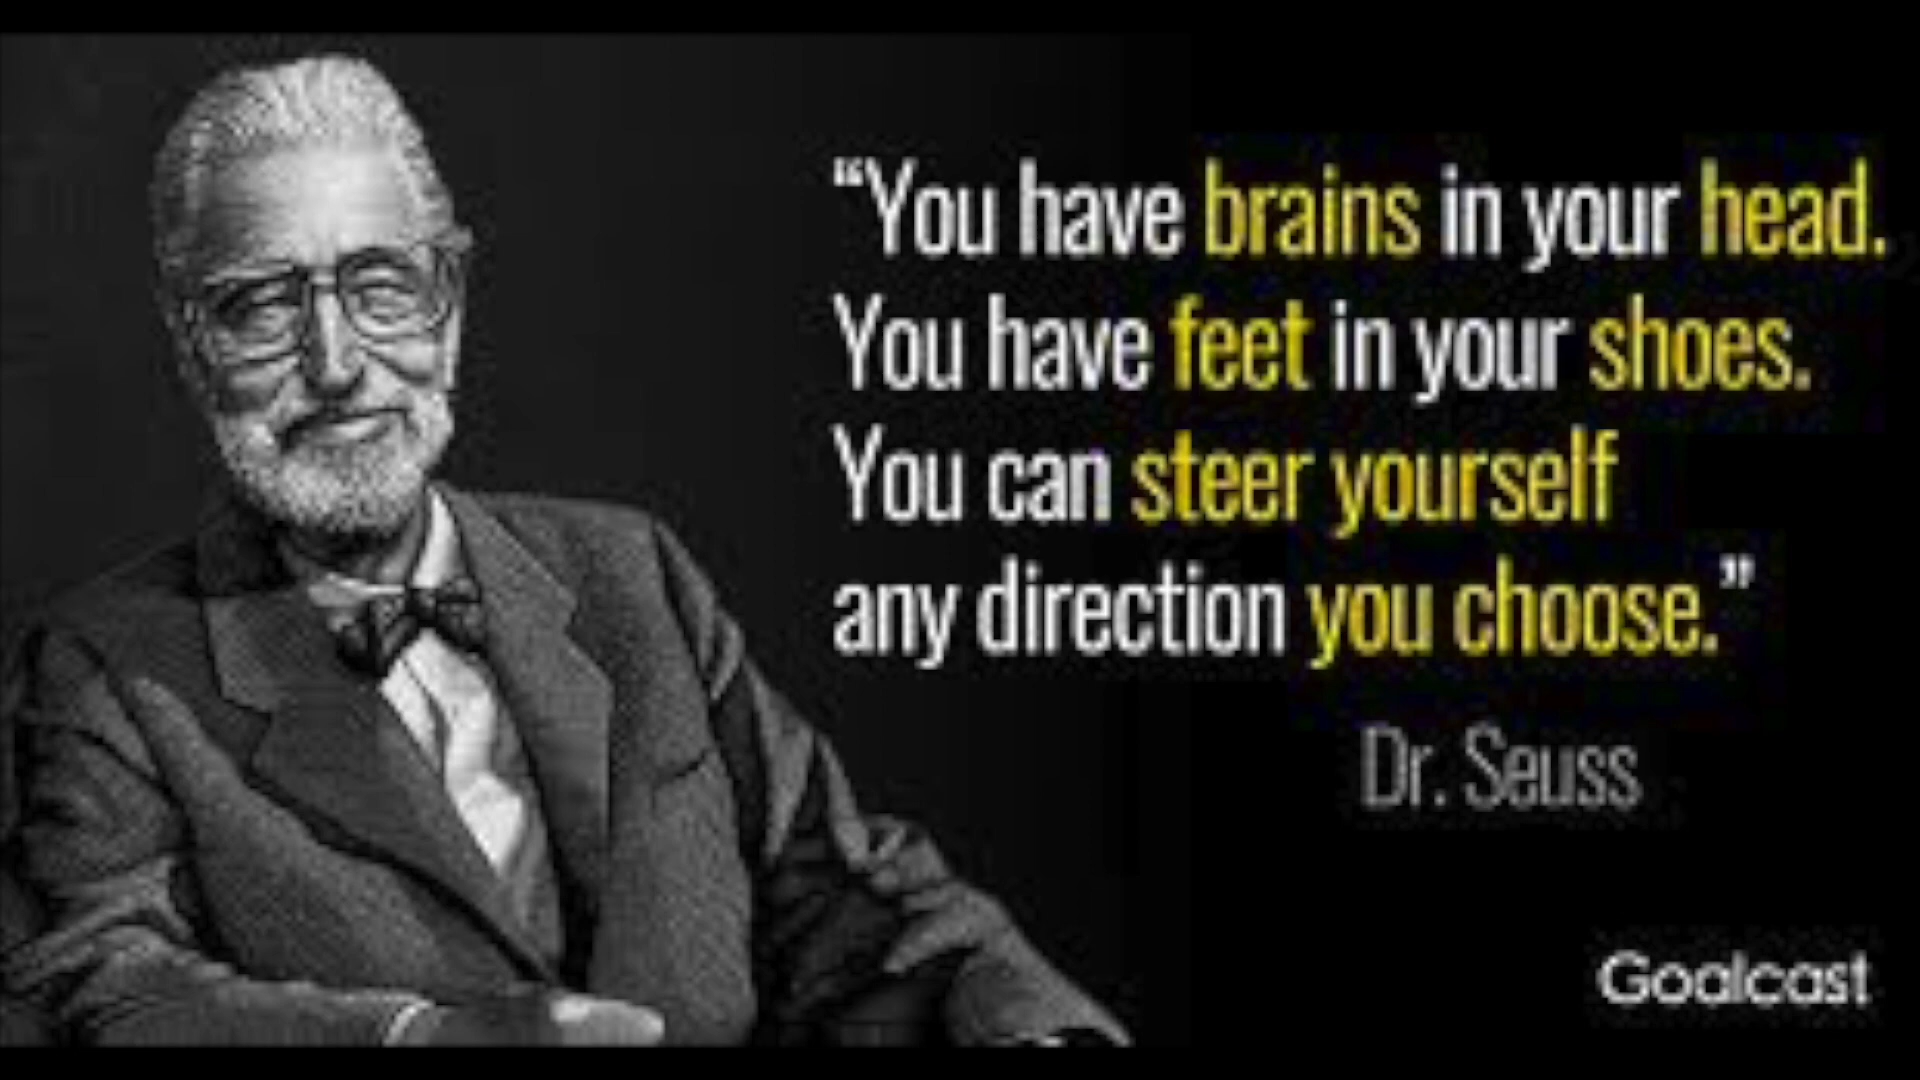 “You have brains in your head.
You have feet in your shoes.
You can steer yourself
any direction you choose.”
Dr. Seuss
Goalcast